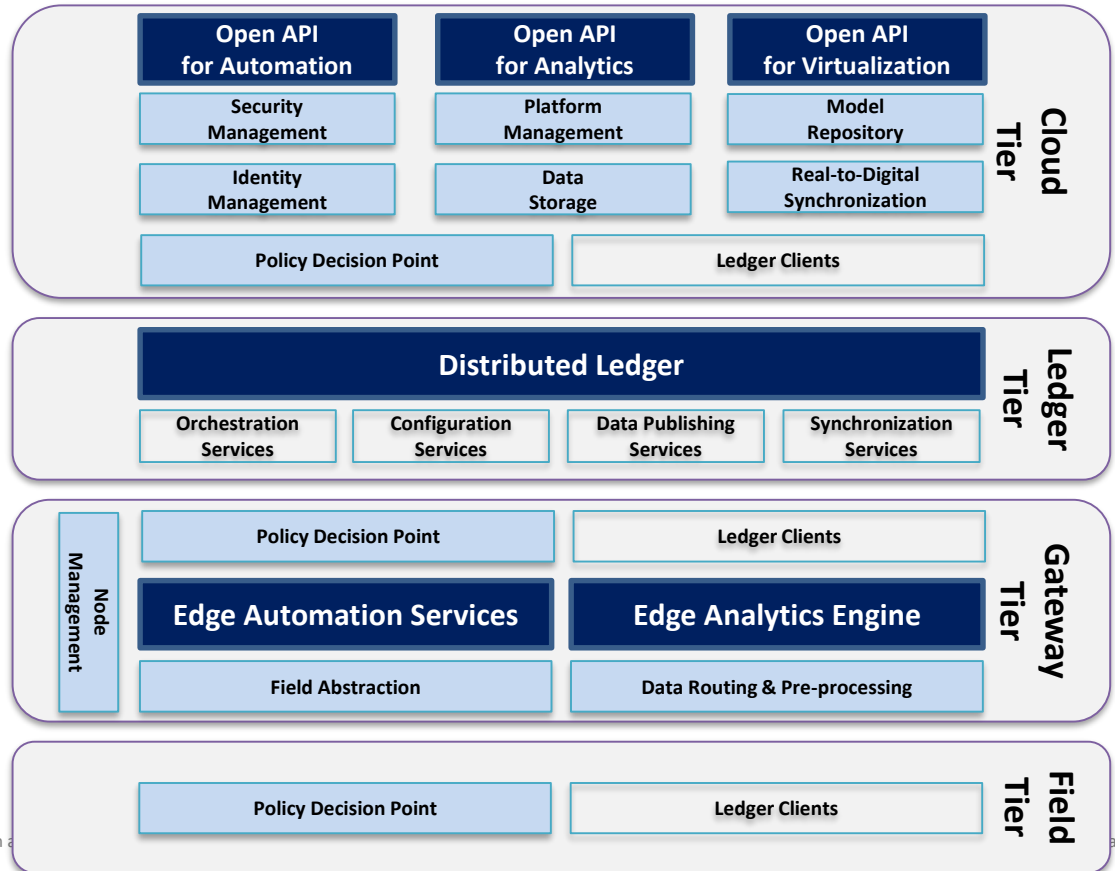 Open API
for Automation
Open API
for Analytics
Open API
for Virtualization
Security
Management
Platform
Management
Model
Repository
Identity
Management
Data
Storage
Real-to-Digital
Synchronization
Policy Decision Point
Ledger Clients
Cloud
Tier
Distributed Ledger
Orchestration
Services
Configuration
Services
Data Publishing
Services
Synchronization
Services
Ledger
Tier
Node
Management
Policy Decision Point
Ledger Clients
Edge Automation Services
Edge Analytics Engine
Field Abstraction
Data Routing & Pre-processing
Gateway
Tier
Policy Decision Point
Ledger Clients
Field
Tier